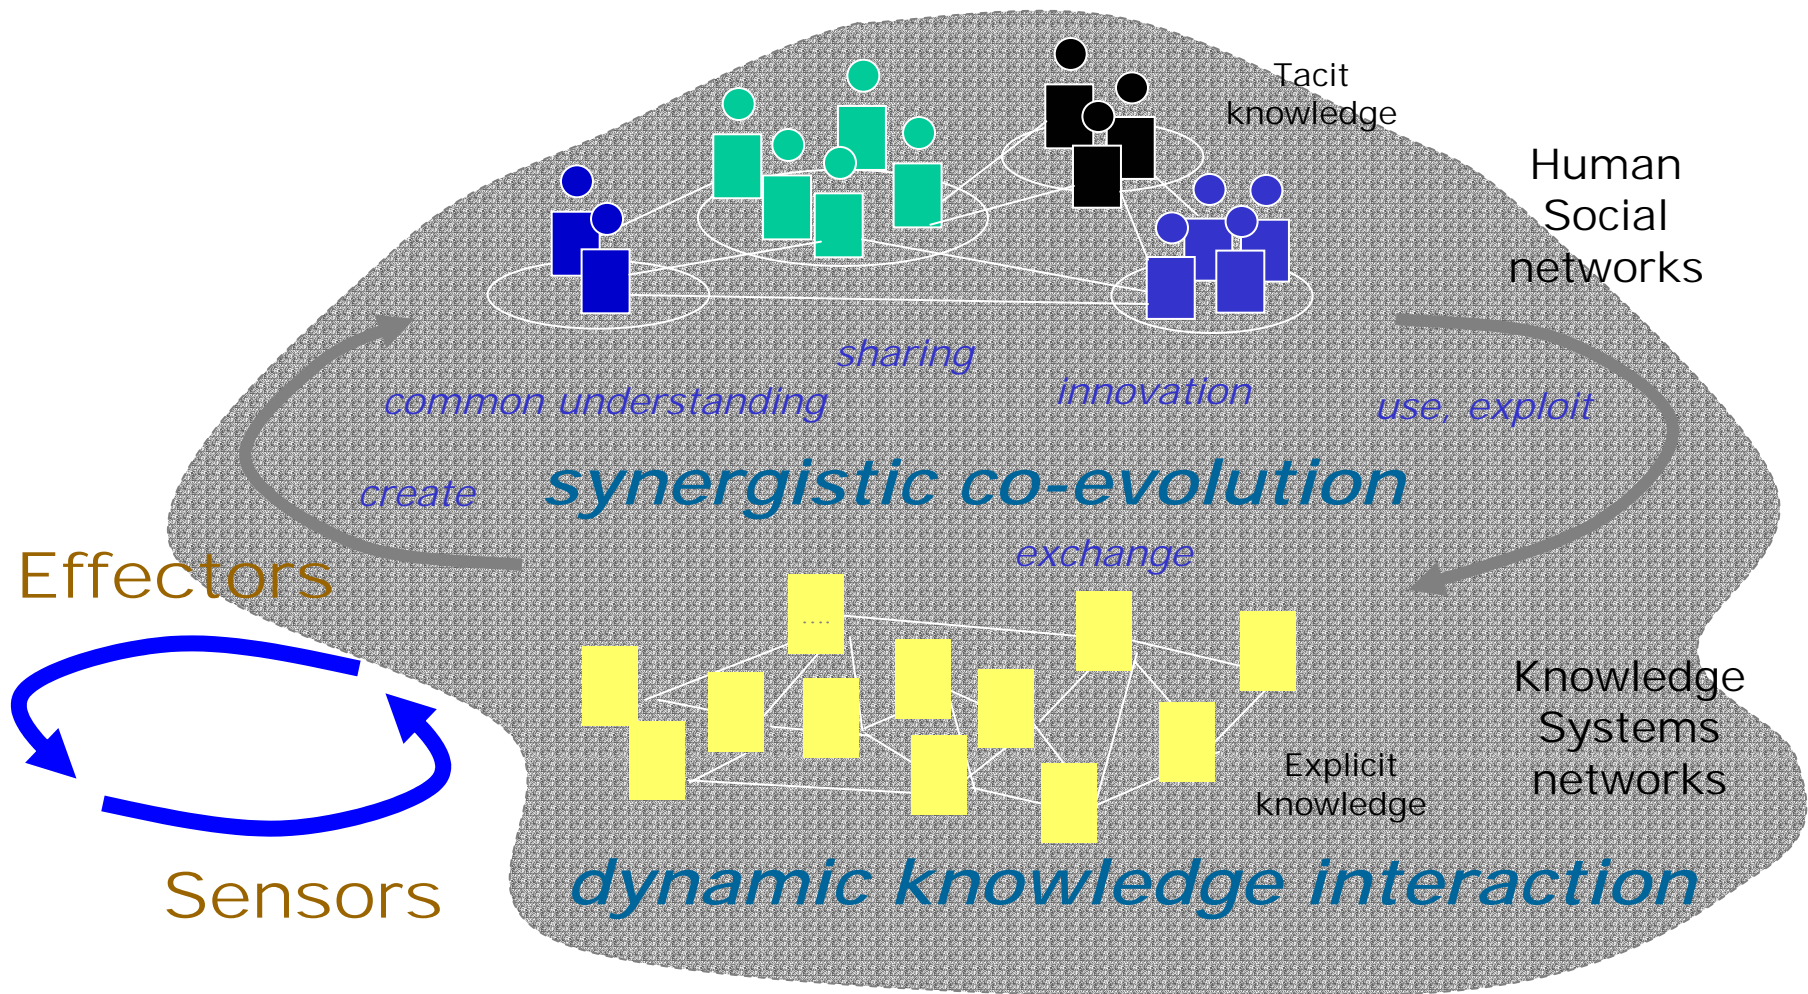 Tacit
knowledge
Human
Social
networks
sharing
common understanding
innovation
use, exploit
create
synergistic co-evolution
exchange
Effectors
....
Knowledge
Systems
networks
Explicit
knowledge
dynamic knowledge interaction
Sensors